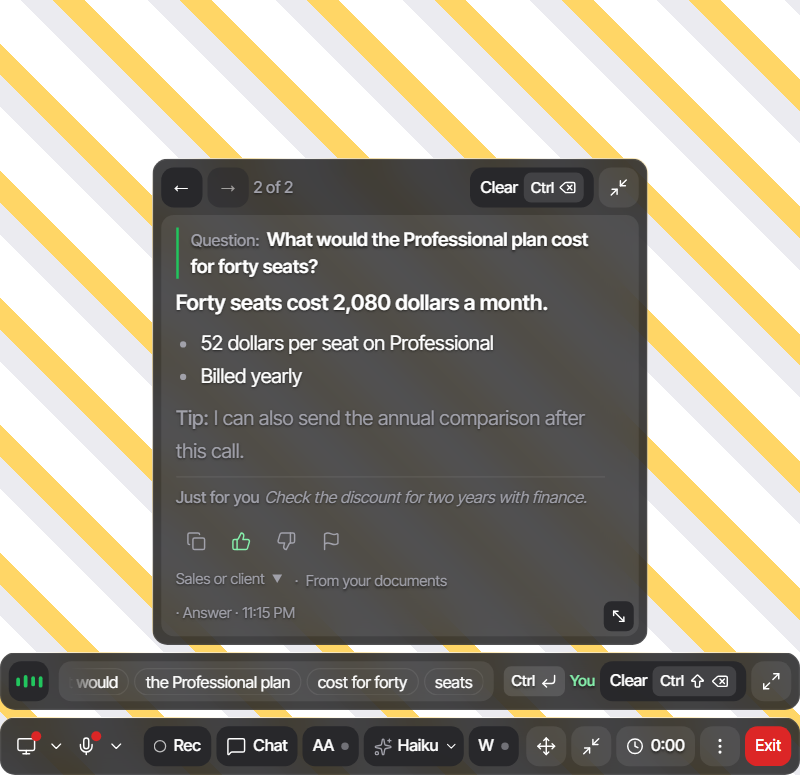 ← → 2 of 2 Clear Ctrl
Question: What would the Professional plan cost
for forty seats?
Forty seats cost 2,080 dollars a month.
• 52 dollars per seat on Professional
• Billed yearly
Tip: I can also send the annual comparison after
this call.
Just for you Check the discount for two years with finance.
Sales or client ▼ · From your documents
· Answer · 11:15 PM
would the Professional plan cost for forty seats Ctrl You Clear Ctrl
Rec Chat AA Haiku W 0:00 Exit